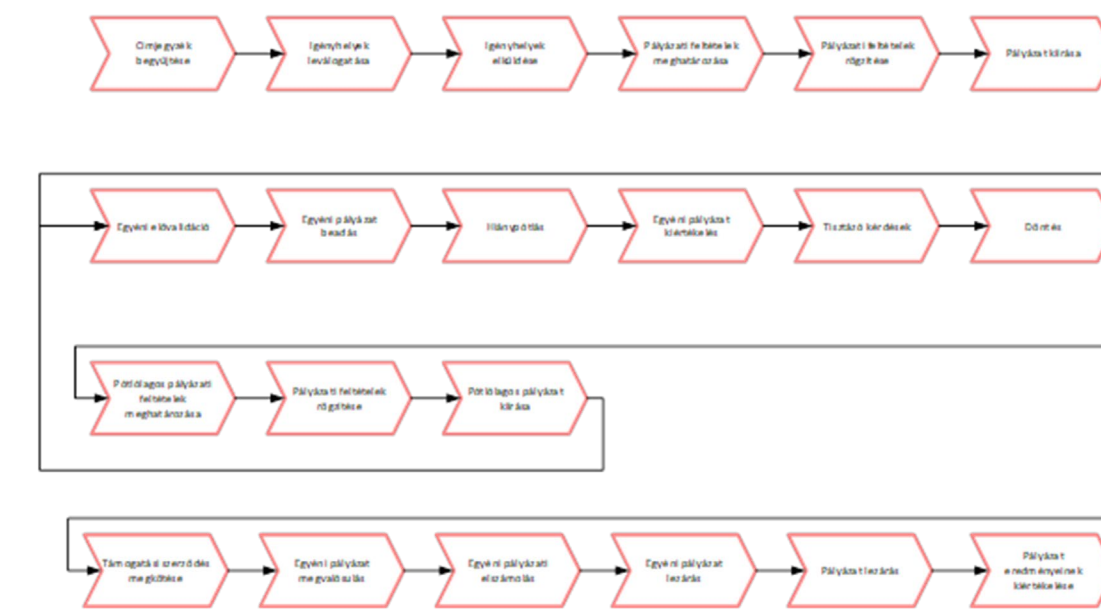 Címjegyzék
begyűjtése
Igényhelyek
leválogatása
Igényhelyek
elküldése
Pályázati feltételek
meghatározása
Pályázati feltételek
rögzítése
Pályázat kiírása
Egyéni elővalidáció
Egyéni pályázat
beadás
Hiánypótlás
Egyéni pályázat
kiértékelés
Tisztázó kérdések
Döntés
Pótlólagos pályázati
feltételek
meghatározása
Pályázati feltételek
rögzítése
Pótlólagos pályázat
kiírása
Támogatási szerződés
megkötése
Egyéni pályázat
megvalósulás
Egyéni pályázati
elszámolás
Egyéni pályázat
lezárás
Pályázat lezárás
Pályázat
eredményeinek
kiértékelése